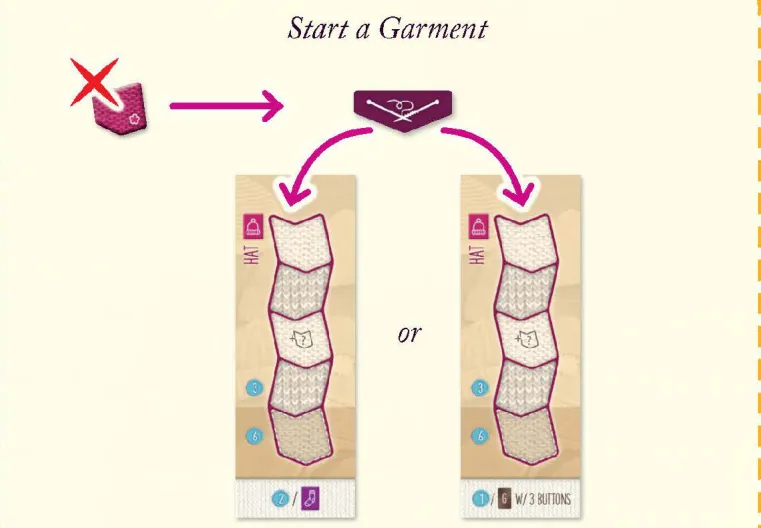 Start a Garment
HAT
+?
3
6
2 /
or
HAT
+?
3
6
1 / 6 W/ 3 BUTTONS